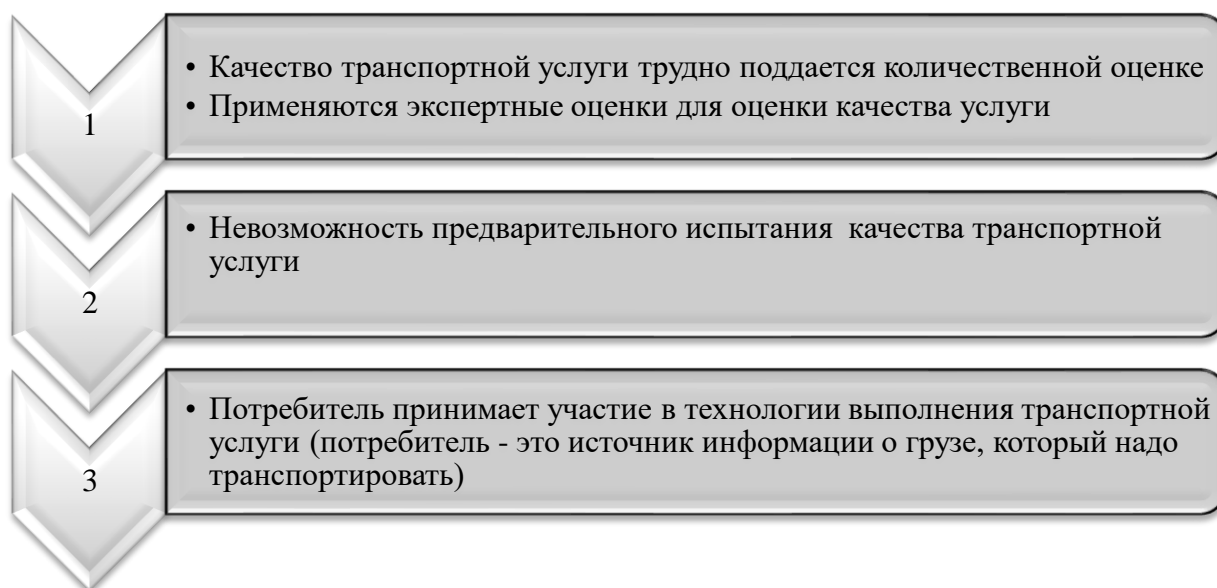 1
• Качество транспортной услуги трудно поддается количественной оценке
• Применяются экспертные оценки для оценки качества услуги
2
• Невозможность предварительного испытания качества транспортной
услуги
3
• Потребитель принимает участие в технологии выполнения транспортной
услуги (потребитель - это источник информации о грузе, который надо
транспортировать)